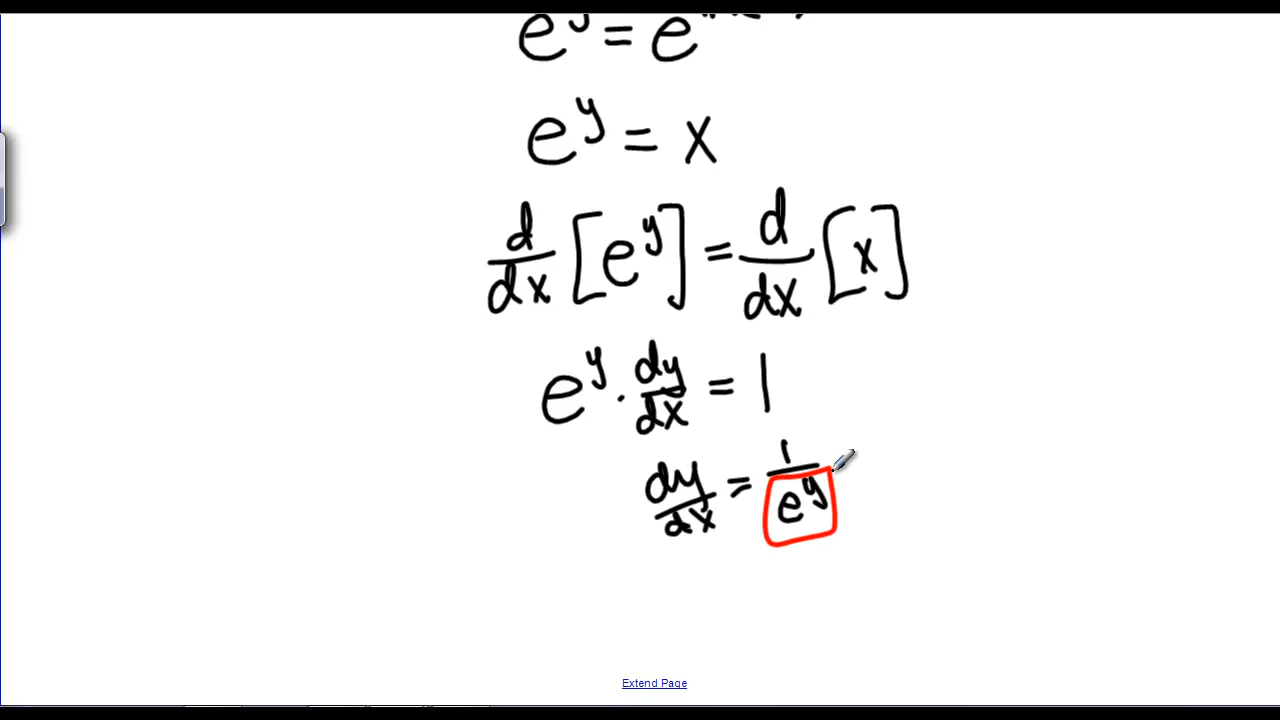 e^y = e
e^y = x
d/dx [e^y] = d/dx [x]
e^y · dy/dx = 1
dy/dx = 1/e^y
Extend Page